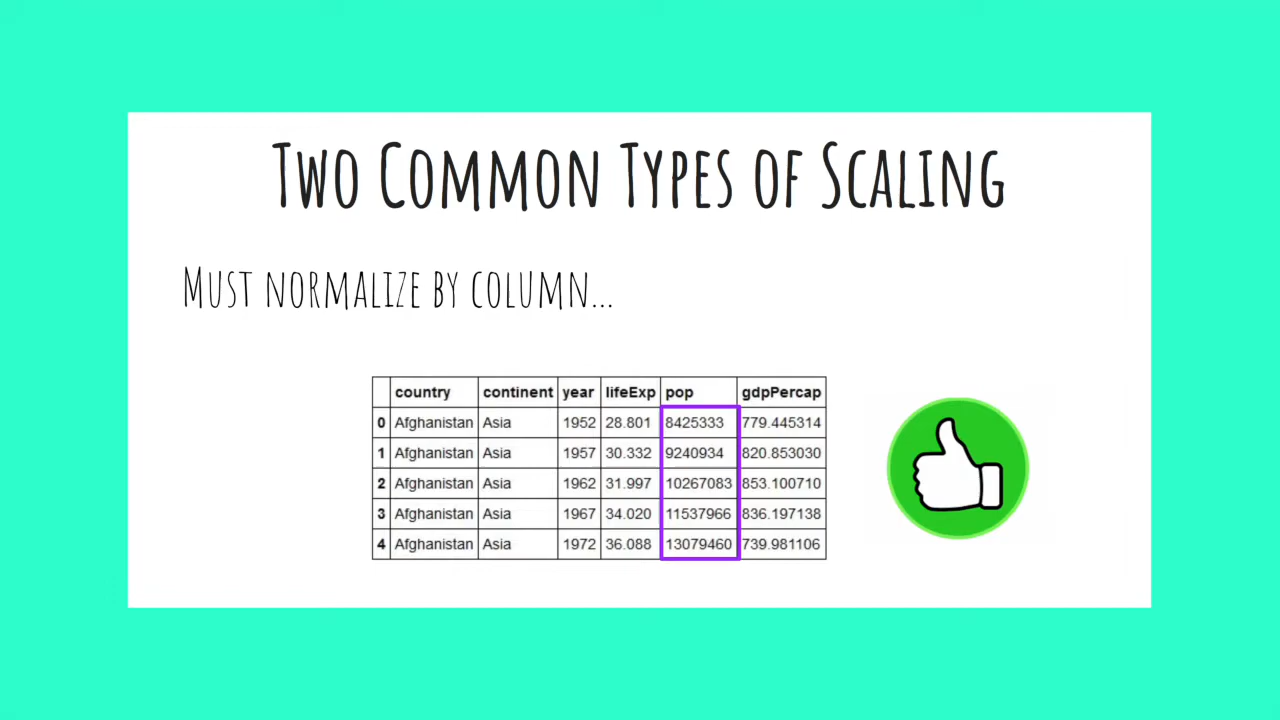 Two Common Types of Scaling
Must normalize by column...
country continent year lifeExp pop gdpPercap
0 Afghanistan Asia 1952 28.801 8425333 779.445314
1 Afghanistan Asia 1957 30.332 9240934 820.853030
2 Afghanistan Asia 1962 31.997 10267083 853.100710
3 Afghanistan Asia 1967 34.020 11537966 836.197138
4 Afghanistan Asia 1972 36.088 13079460 739.981106